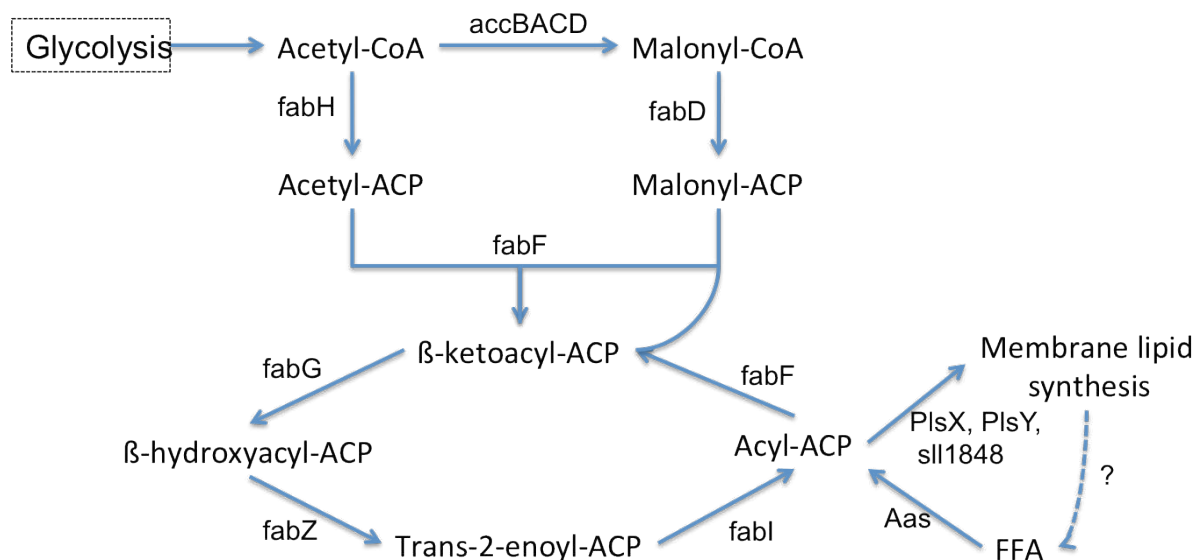 accBACD
Glycolysis
Acetyl-CoA
Malonyl-CoA
fabH
fabD
Acetyl-ACP
Malonyl-ACP
fabF
ß-ketoacyl-ACP
Membrane lipid
synthesis
fabG
fabF
PlsX, PlsY,
sll1848
ß-hydroxyacyl-ACP
Acyl-ACP
?
fabZ
fabI
Aas
Trans-2-enoyl-ACP
FFA